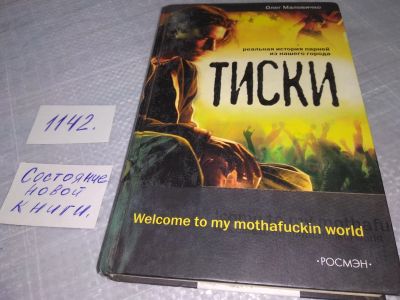 Олег Маловичко
реальная история парней
из нашего города
ТИСКИ
1142.
Состояние
новой
книги.
Welcome to my mothafuckin world
·РОСМЭН·